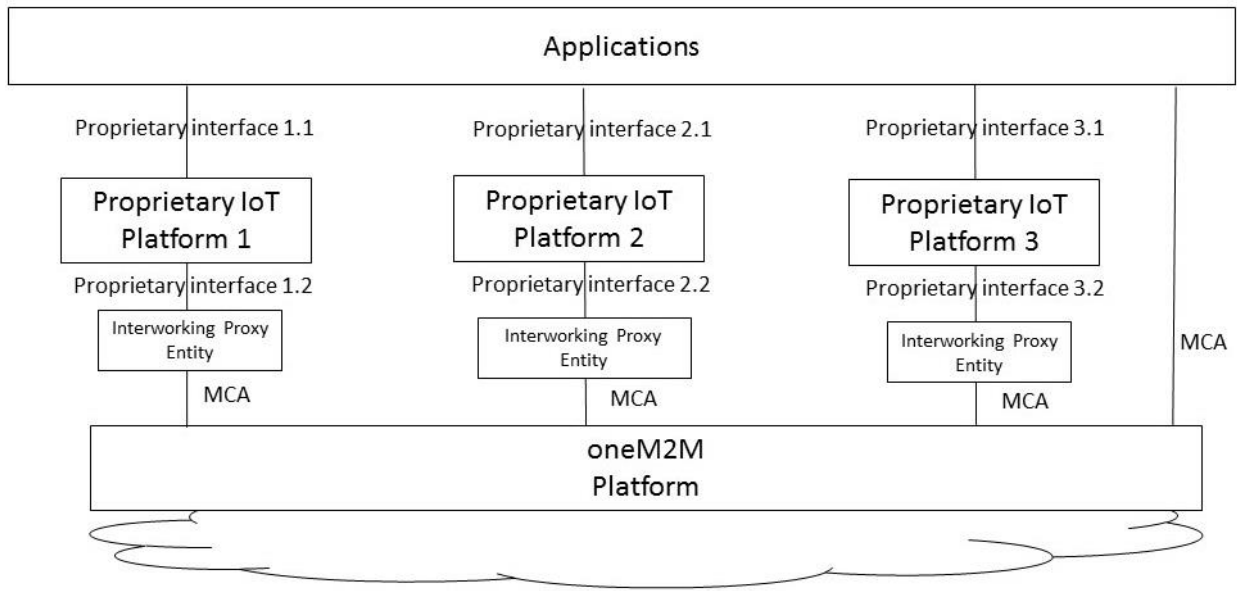 Applications
Proprietary interface 1.1
Proprietary interface 2.1
Proprietary interface 3.1
Proprietary IoT
Platform 1
Proprietary IoT
Platform 2
Proprietary IoT
Platform 3
Proprietary interface 1.2
Proprietary interface 2.2
Proprietary interface 3.2
Interworking Proxy
Entity
Interworking Proxy
Entity
Interworking Proxy
Entity
MCA
MCA
MCA
MCA
oneM2M
Platform